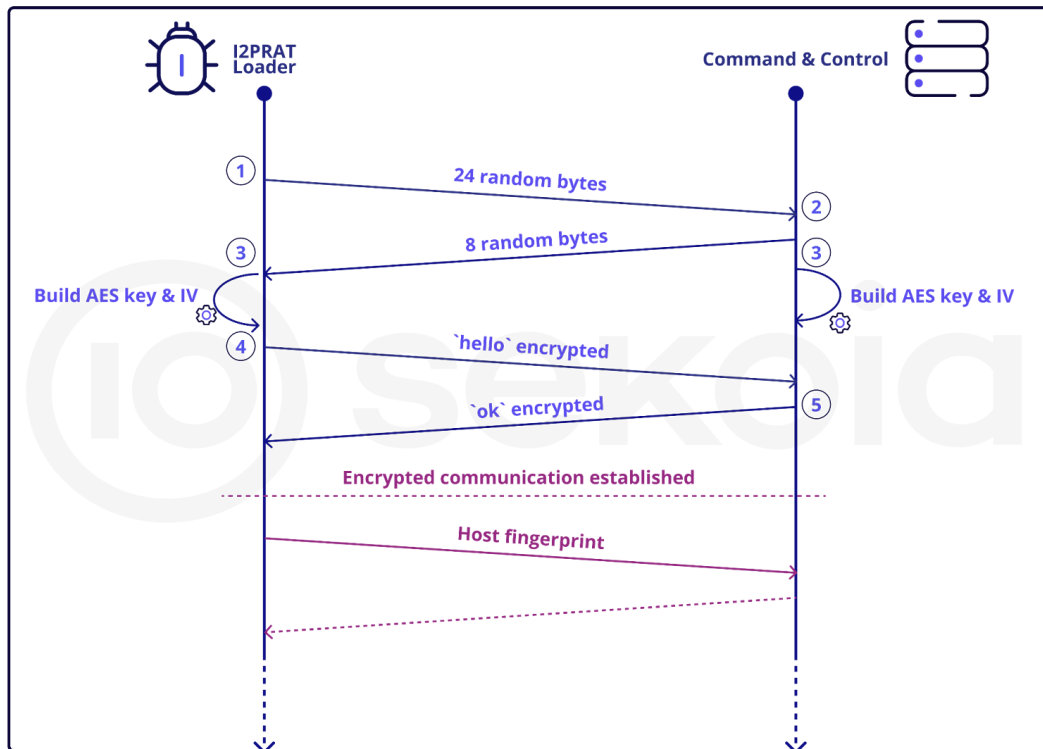 I2PRAT
Loader
Command & Control
1
24 random bytes
2
8 random bytes
3
3
Build AES key & IV
Build AES key & IV
4
`hello` encrypted
5
`ok` encrypted
sekoia
Encrypted communication established
Host fingerprint